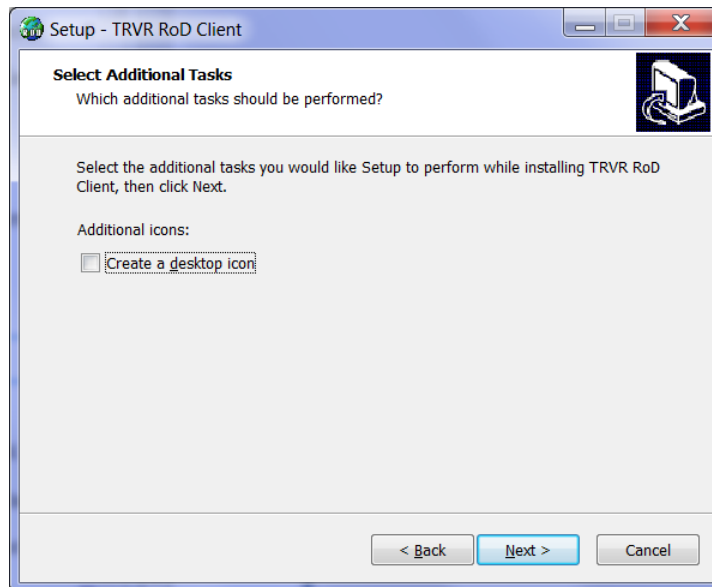 Setup - TRVR RoD Client
Select Additional Tasks
Which additional tasks should be performed?
Select the additional tasks you would like Setup to perform while installing TRVR RoD
Client, then click Next.
Additional icons:
Create a desktop icon
< Back
Next >
Cancel